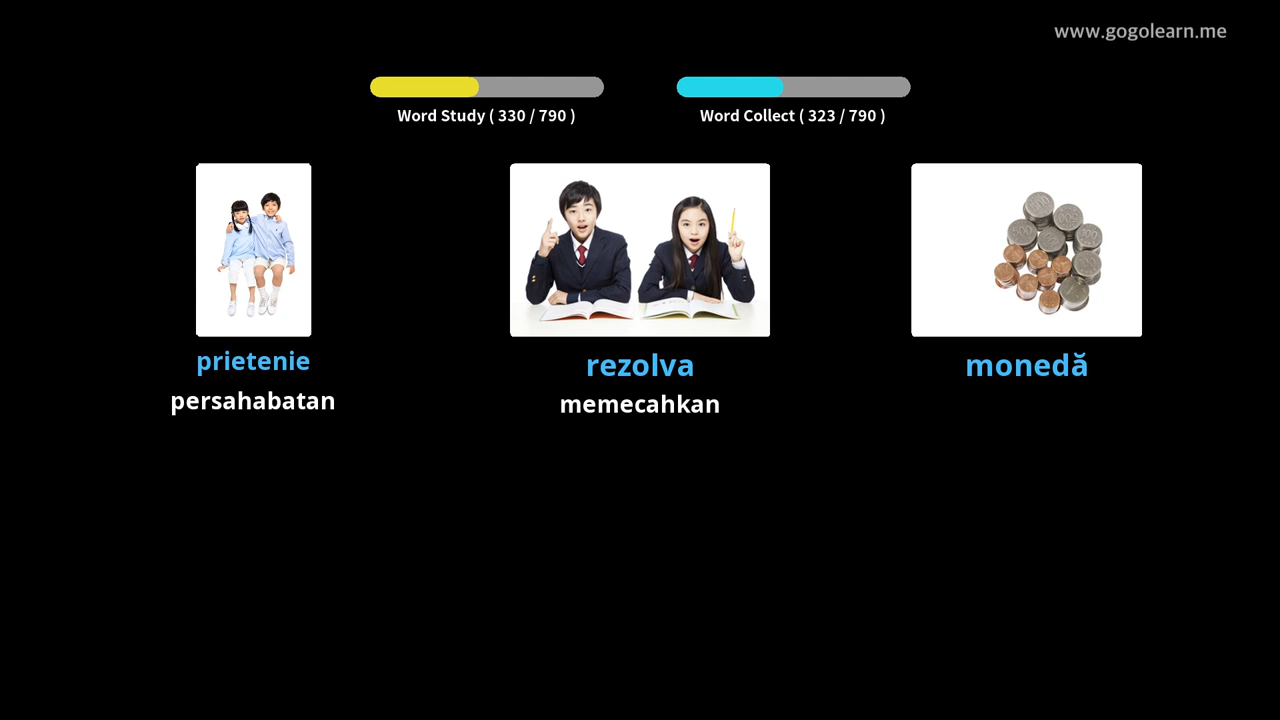 www.gogolearn.me
Word Study ( 330 / 790 )
Word Collect ( 323 / 790 )
prietenie
persahabatan
rezolva
memecahkan
monedă